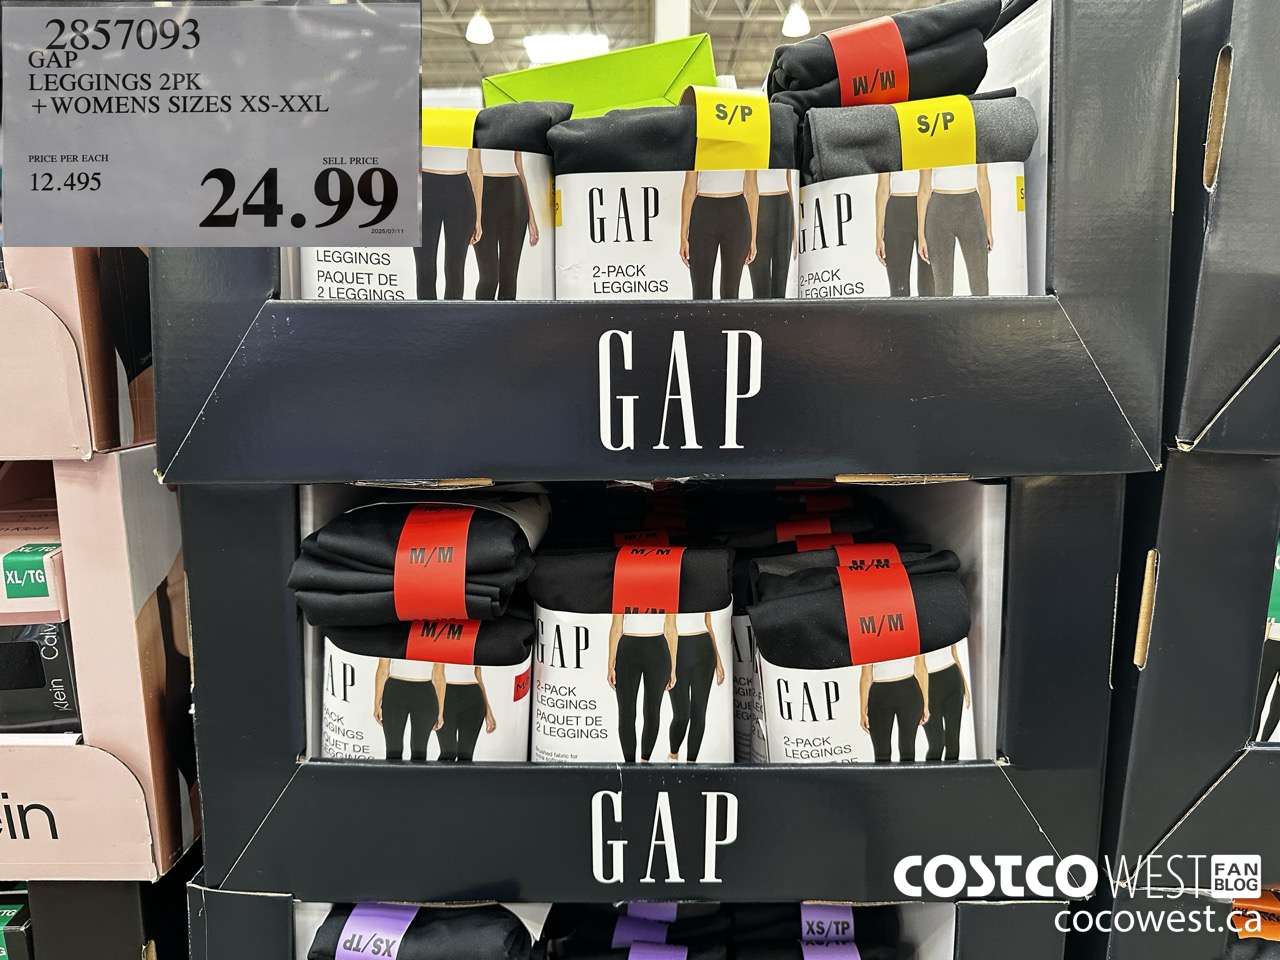 2857093
GAP
LEGGINGS 2PK
+WOMENS SIZES XS-XXL
PRICE PER EACH
12.495
SELL PRICE
24.99
2025/07/11
M/M
S/P
S/P
LEGGINGS
PAQUET DE
2 LEGGINGS
GAP
2-PACK
LEGGINGS
GAP
2-PACK
LEGGINGS
GAP
M/M
M/M
M/M
M/M
M/M
M/M
XL/TG
GAP
2-PACK
LEGGINGS
PAQUET DE
2 LEGGINGS
GAP
2-PACK
LEGGINGS
Klein
GAP
XS/TP
XS/TP
COSTCO WEST FAN BLOG
cocowest.ca